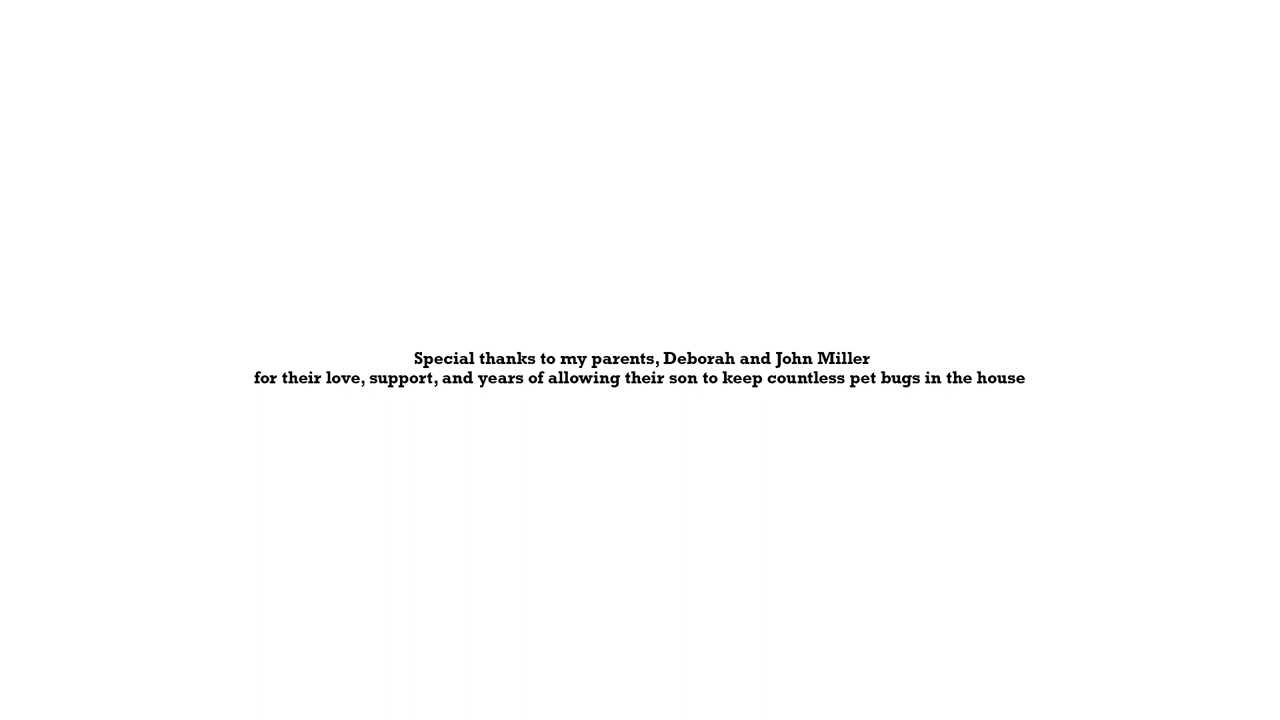 Special thanks to my parents, Deborah and John Miller
for their love, support, and years of allowing their son to keep countless pet bugs in the house